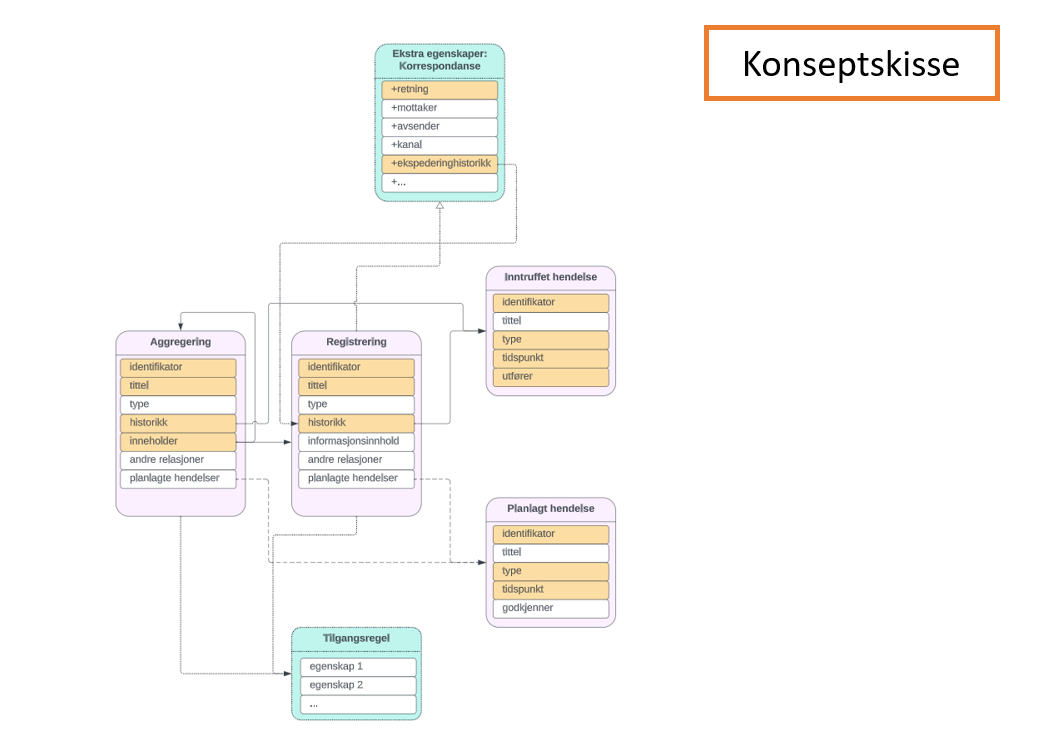 Konseptskisse
Ekstra egenskaper:
Korrespondanse
+retning
+mottaker
+avsender
+kanal
+ekspederinghistorikk
+...
Inntruffet hendelse
identifikator
tittel
type
tidspunkt
utfører
Aggregering
identifikator
tittel
type
historikk
inneholder
andre relasjoner
planlagte hendelser
Registrering
identifikator
tittel
type
historikk
informasjonsinnhold
andre relasjoner
planlagte hendelser
Planlagt hendelse
identifikator
tittel
type
tidspunkt
godkjenner
Tilgangsregel
egenskap 1
egenskap 2
...